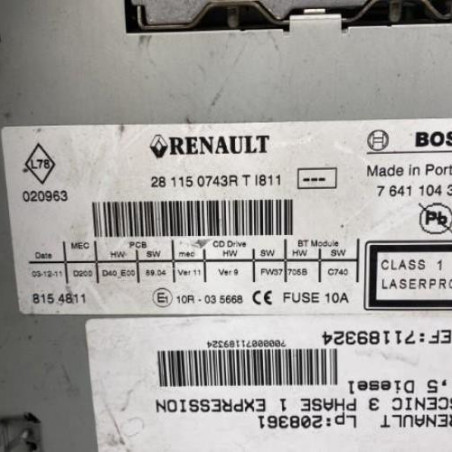 RENAULT
BOS
L78
020963
28 115 0743R T I811 ---
Made in Port
7 641 104 3
Pb
MEC PCB CD Drive BT Module
Date HW SW mec HW SW HW SW
03-12-11 D200 D40_E00 59.04 Ver 11 Ver 9 FW37 705B C740
CLASS 1
LASERPRO
815 4811
E1 10R - 03 5668 CE FUSE 10A
EF:71189324
7000007189324
,5 Diesel
SCENIC 3 PHASE 1 EXPRESSION
RENAULT Lp:208361